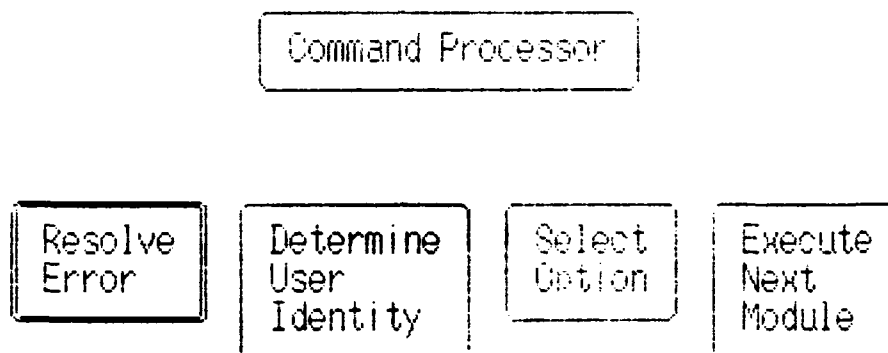 Command Processor
Resolve
Error
Determine
User
Identity
Select
Option
Execute
Next
Module